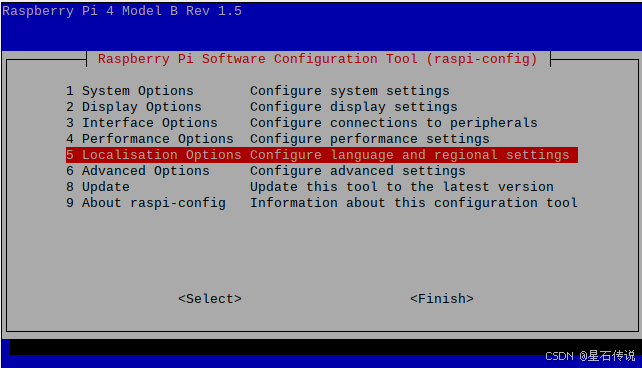 Raspberry Pi 4 Model B Rev 1.5
Raspberry Pi Software Configuration Tool (raspi-config)
1 System Options Configure system settings
2 Display Options Configure display settings
3 Interface Options Configure connections to peripherals
4 Performance Options Configure performance settings
5 Localisation Options Configure language and regional settings
6 Advanced Options Configure advanced settings
8 Update Update this tool to the latest version
9 About raspi-config Information about this configuration tool
<Select> <Finish>
CSDN @星石传说